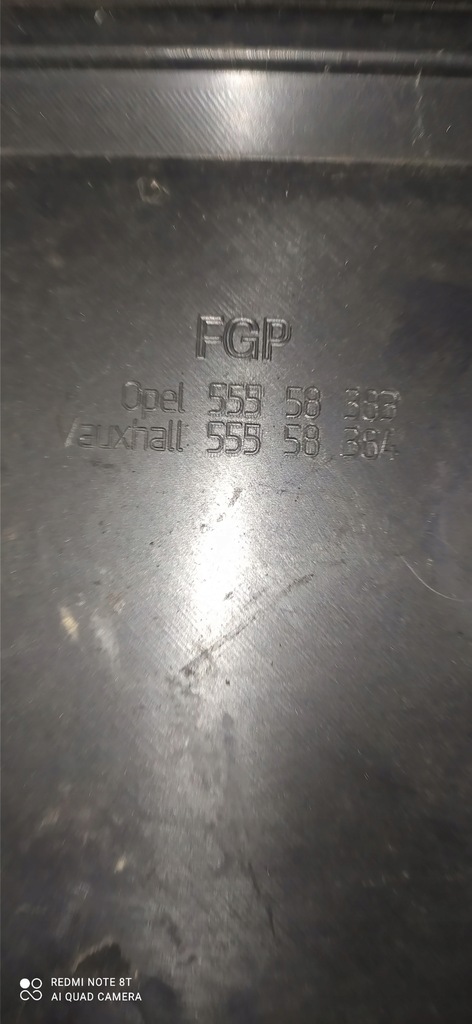 FGP
Opel 555 58 383
Vauxhall 555 58 384
REDMI NOTE 8T
AI QUAD CAMERA